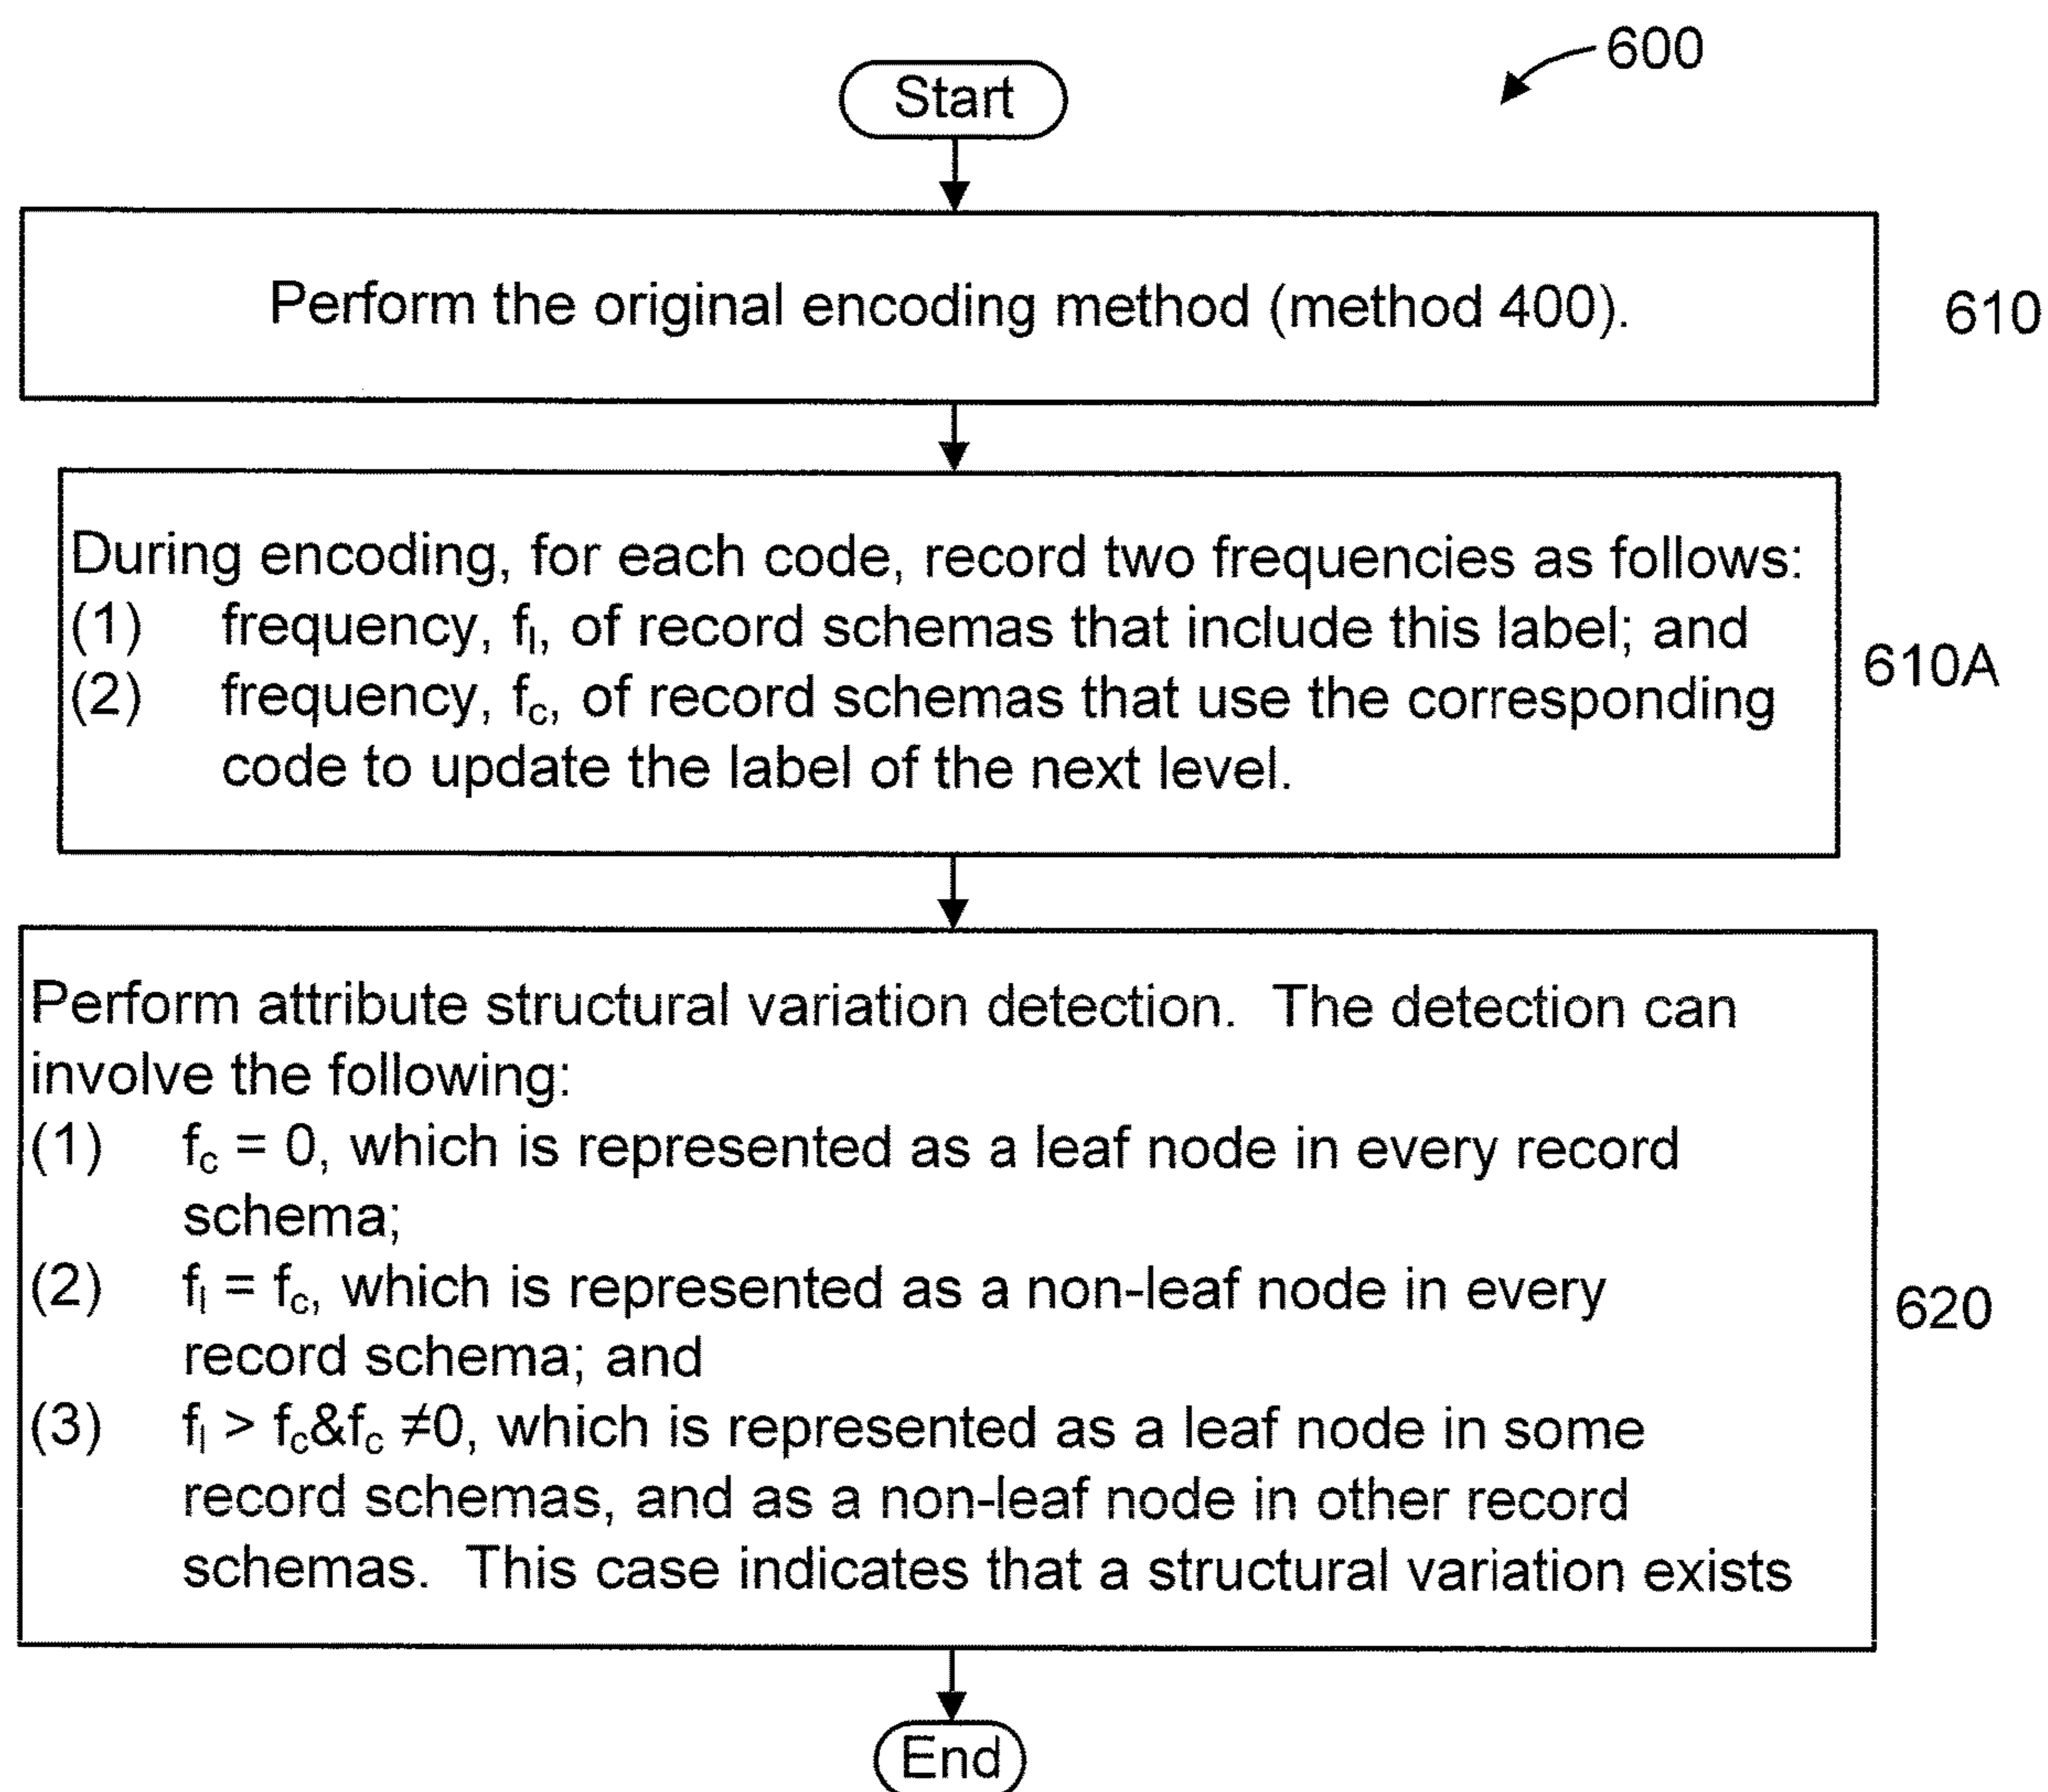 600
Start
Perform the original encoding method (method 400).
610
During encoding, for each code, record two frequencies as follows:
(1) frequency, fl, of record schemas that include this label; and
(2) frequency, fc, of record schemas that use the corresponding
code to update the label of the next level.
610A
Perform attribute structural variation detection. The detection can
involve the following:
(1) fc = 0, which is represented as a leaf node in every record
schema;
(2) fl = fc, which is represented as a non-leaf node in every
record schema; and
(3) fl > fc&fc ≠0, which is represented as a leaf node in some
record schemas, and as a non-leaf node in other record
schemas. This case indicates that a structural variation exists
620
End